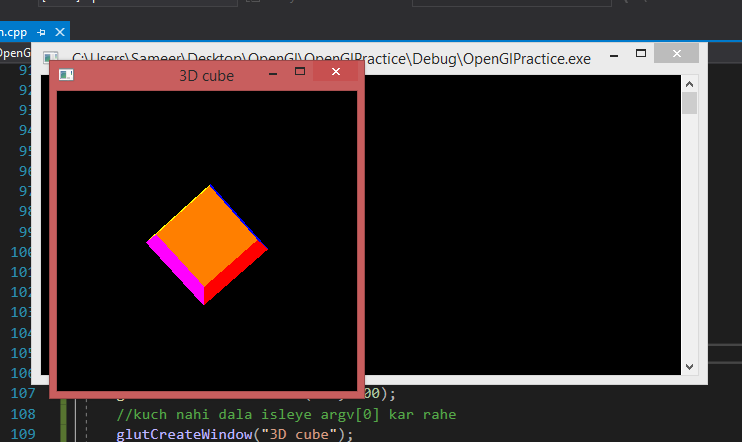 n.cpp
C:\Users\Sameer\Desktop\OpenGl\OpenGlPractice\Debug\OpenGlPractice.exe
OpenGl
3D cube
91
92
93
94
95
96
97
98
99
100
101
102
103
104
105
106
107 00);
108 //kuch nahi dala isleye argv[0] kar rahe
109 glutCreateWindow("3D cube");